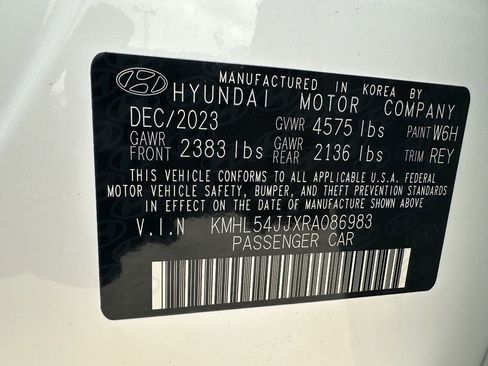 MANUFACTURED IN KOREA BY
HYUNDAI MOTOR COMPANY
DEC/2023 GVWR 4575 lbs PAINT W6H
GAWR FRONT 2383 lbs GAWR REAR 2136 lbs TRIM REY
THIS VEHICLE CONFORMS TO ALL APPLICABLE U.S.A. FEDERAL
MOTOR VEHICLE SAFETY, BUMPER, AND THEFT PREVENTION STANDARDS
IN EFFECT ON THE DATE OF MANUFACTURE SHOWN ABOVE
V.I.N KMHL54JJXRA086983
PASSENGER CAR